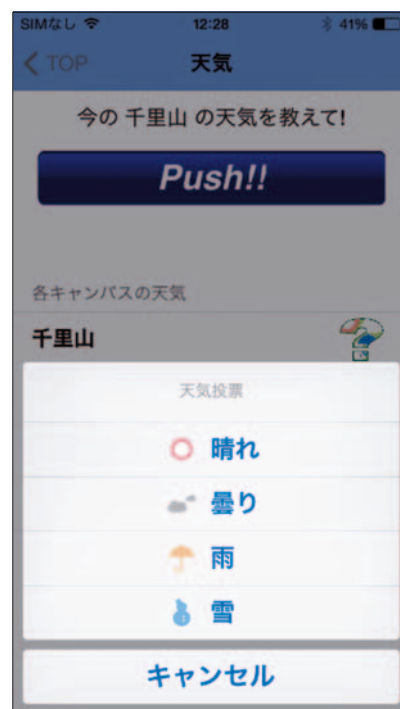 SIMなし 12:28 41%
TOP 天気
今の 千里山 の天気を教えて!
Push!!
各キャンパスの天気
千里山
天気投票
晴れ
曇り
雨
雪
キャンセル